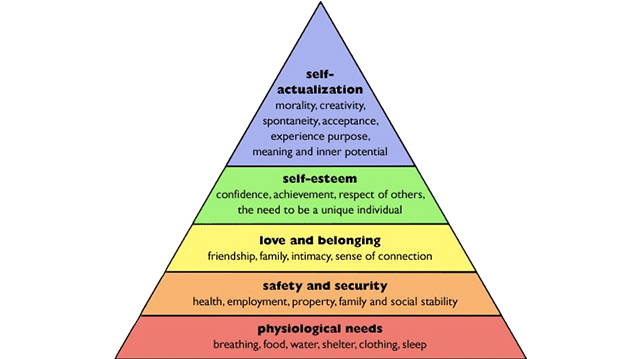 self-
actualization
morality, creativity,
spontaneity, acceptance,
experience purpose,
meaning and inner potential
self-esteem
confidence, achievement, respect of others,
the need to be a unique individual
love and belonging
friendship, family, intimacy, sense of connection
safety and security
health, employment, property, family and social stability
physiological needs
breathing, food, water, shelter, clothing, sleep